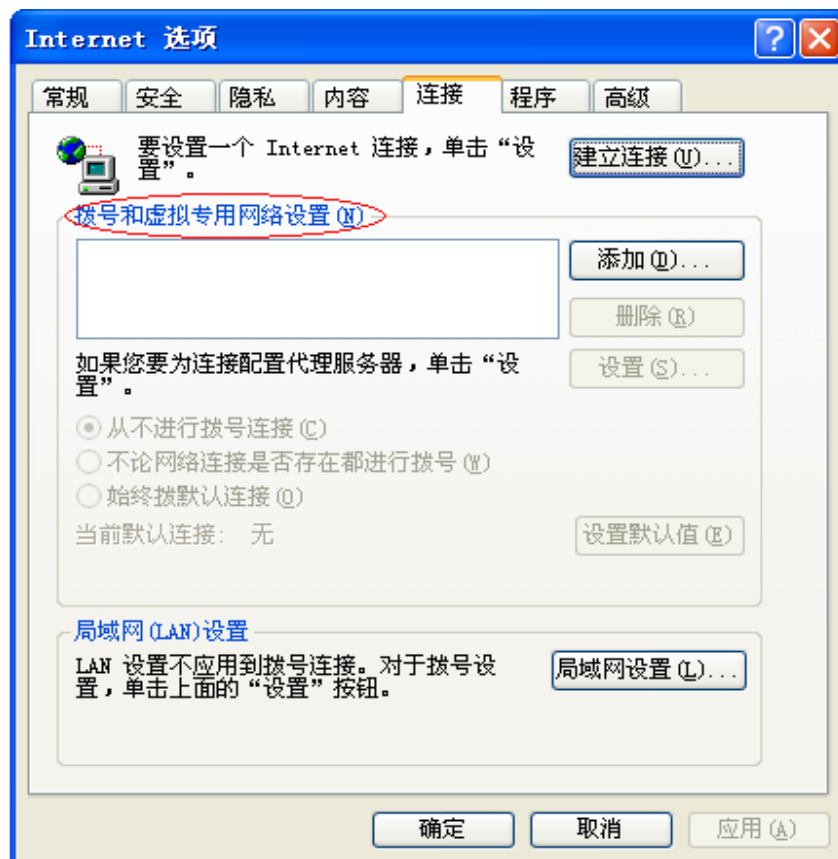 Internet 选项
常规 安全 隐私 内容 连接 程序 高级
要设置一个 Internet 连接，单击“设
置”。
建立连接(U)...
拨号和虚拟专用网络设置(N)
添加(D)...
删除(R)
如果您要为连接配置代理服务器，单击“设
置”。
设置(S)...
从不进行拨号连接(C)
不论网络连接是否存在都进行拨号(W)
始终拨默认连接(O)
当前默认连接: 无
设置默认值(E)
局域网(LAN)设置
LAN 设置不应用到拨号连接。对于拨号设
置，单击上面的“设置”按钮。
局域网设置(L)...
确定 取消 应用(A)